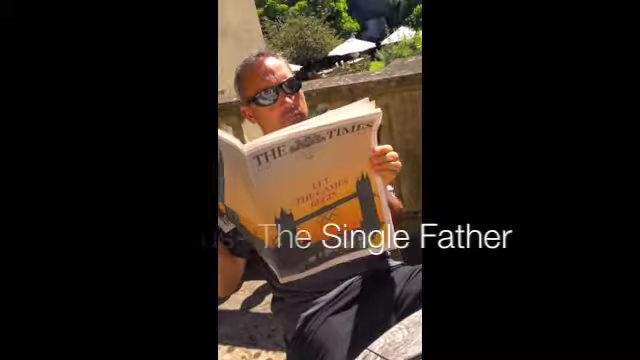 THE TIMES
LET
THE GAMES
BEGIN
The Single Father